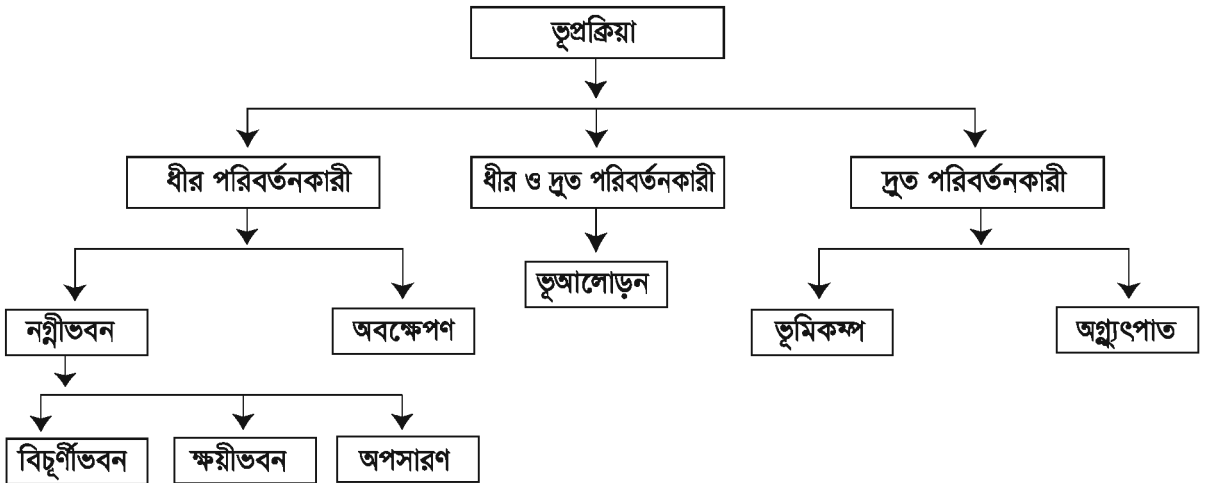 ভূপ্রক্রিয়া
ধীর পরিবর্তনকারী
ধীর ও দ্রুত পরিবর্তনকারী
দ্রুত পরিবর্তনকারী
ভূআলোড়ন
নগ্নীভবন
অবক্ষেপণ
ভূমিকম্প
অগ্ন্যুৎপাত
বিচূর্ণীভবন
ক্ষয়ীভবন
অপসারণ